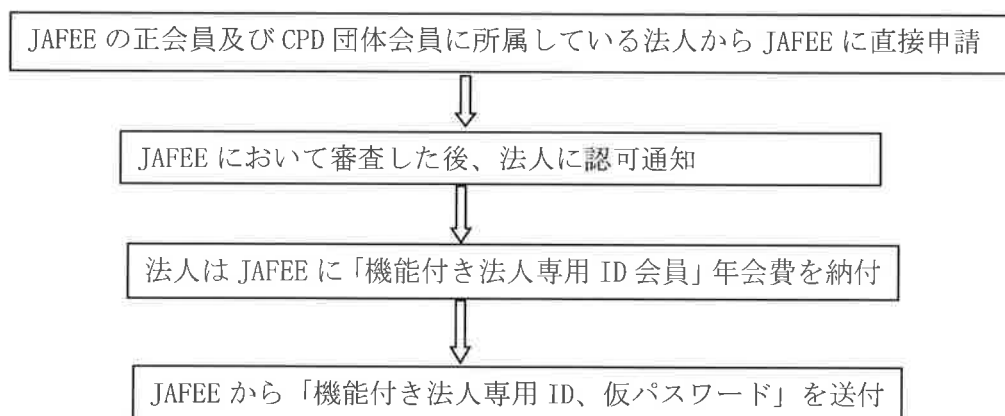 JAFEE の正会員及び CPD 団体会員に所属している法人から JAFEE に直接申請
JAFEE において審査した後、法人に認可通知
法人は JAFEE に「機能付き法人専用 ID 会員」年会費を納付
JAFEE から「機能付き法人専用 ID、仮パスワード」を送付